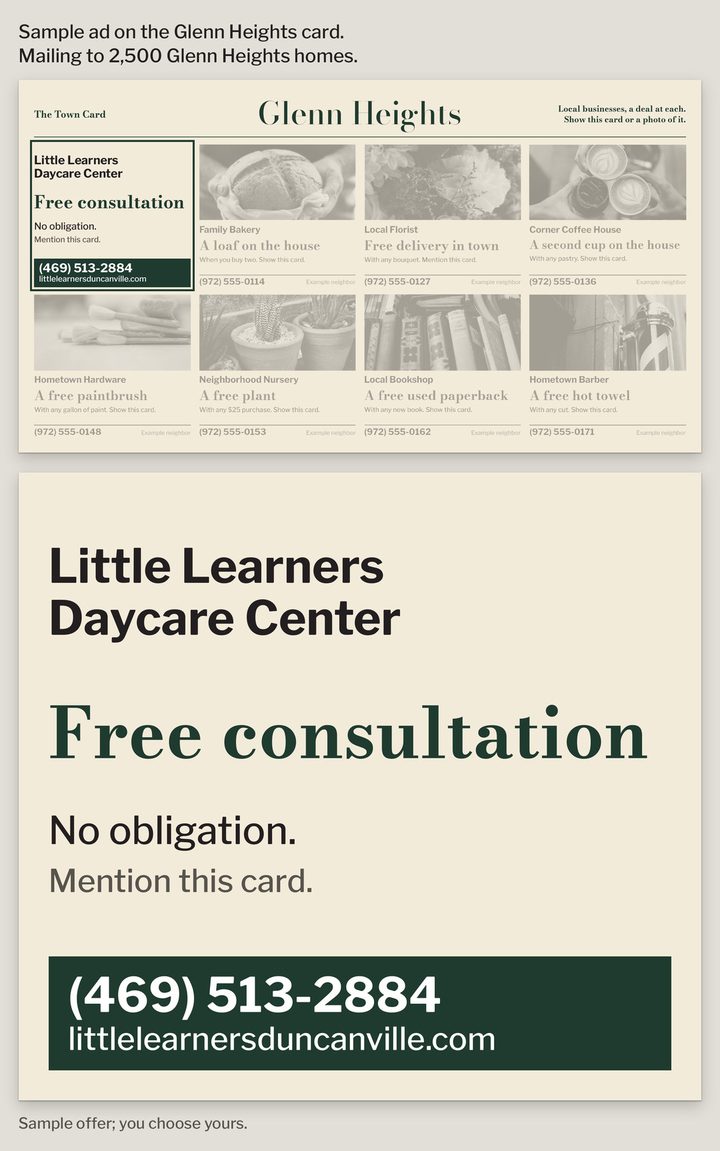 Sample ad on the Glenn Heights card.
Mailing to 2,500 Glenn Heights homes.
The Town Card
Glenn Heights
Local businesses, a deal at each.
Show this card or a photo of it.
Little Learners
Daycare Center
Free consultation
No obligation.
Mention this card.
(469) 513-2884
littlelearnersduncanville.com
Family Bakery
A loaf on the house
When you buy two. Show this card.
(972) 555-0114
Example neighbor
Local Florist
Free delivery in town
With any bouquet. Mention this card.
(972) 555-0127
Example neighbor
Corner Coffee House
A second cup on the house
With any pastry. Show this card.
(972) 555-0136
Example neighbor
Hometown Hardware
A free paintbrush
With any gallon of paint. Show this card.
(972) 555-0148
Example neighbor
Neighborhood Nursery
A free plant
With any $25 purchase. Show this card.
(972) 555-0153
Example neighbor
Local Bookshop
A free used paperback
With any new book. Show this card.
(972) 555-0162
Example neighbor
Hometown Barber
A free hot towel
With any cut. Show this card.
(972) 555-0171
Example neighbor
Little Learners
Daycare Center
Free consultation
No obligation.
Mention this card.
(469) 513-2884
littlelearnersduncanville.com
Sample offer; you choose yours.